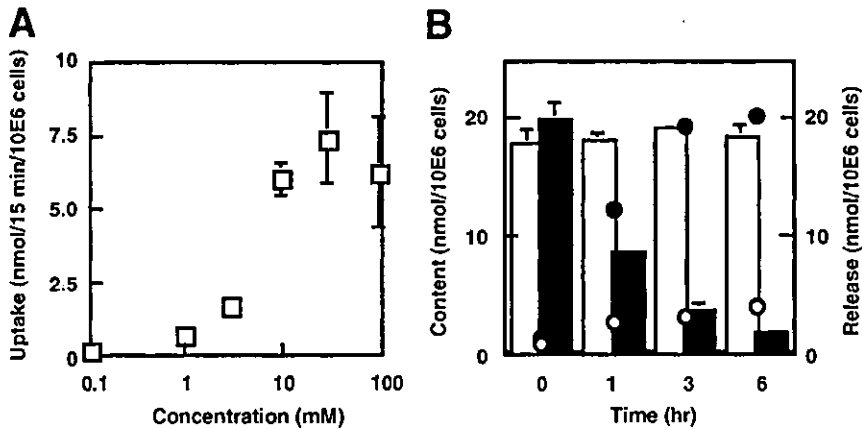 A
Uptake (nmol/15 min/10E6 cells)
10
7.5
5.0
2.5
0
0.1
1
10
100
Concentration (mM)
B
Content (nmol/10E6 cells)
20
10
0
0
1
3
6
Time (hr)
20
10
0
Release (nmol/10E6 cells)